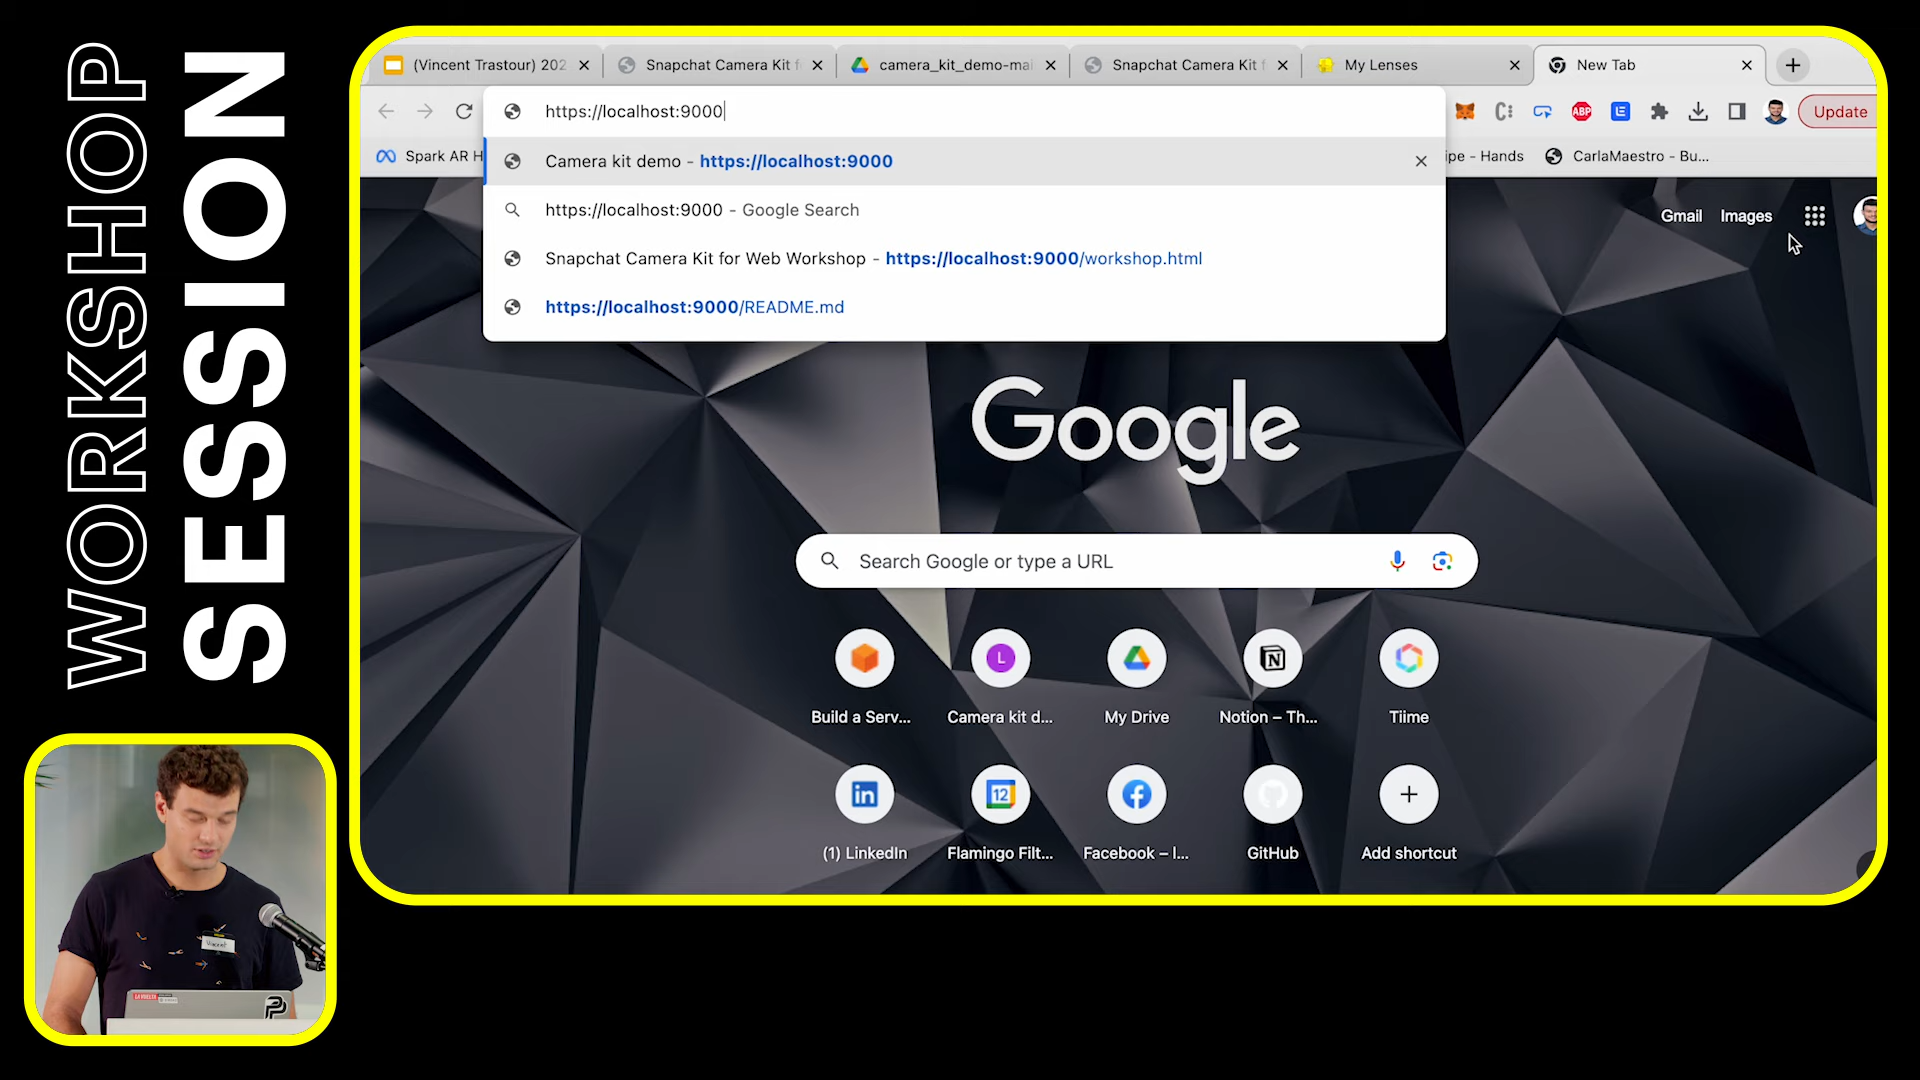 WORKSHOP
SESSION
(Vincent Trastour) 202
Snapchat Camera Kit f
camera_kit_demo-mai
Snapchat Camera Kit f
My Lenses
New Tab
https://localhost:9000
ABP
Update
Spark AR H
ipe - Hands
CarlaMaestro - Bu...
Camera kit demo - https://localhost:9000
https://localhost:9000 - Google Search
Snapchat Camera Kit for Web Workshop - https://localhost:9000/workshop.html
https://localhost:9000/README.md
Gmail
Images
Google
Search Google or type a URL
L
Build a Serv...
Camera kit d...
My Drive
Notion – Th...
Tiime
12
(1) LinkedIn
Flamingo Filt...
Facebook – I...
GitHub
Add shortcut
Vincent